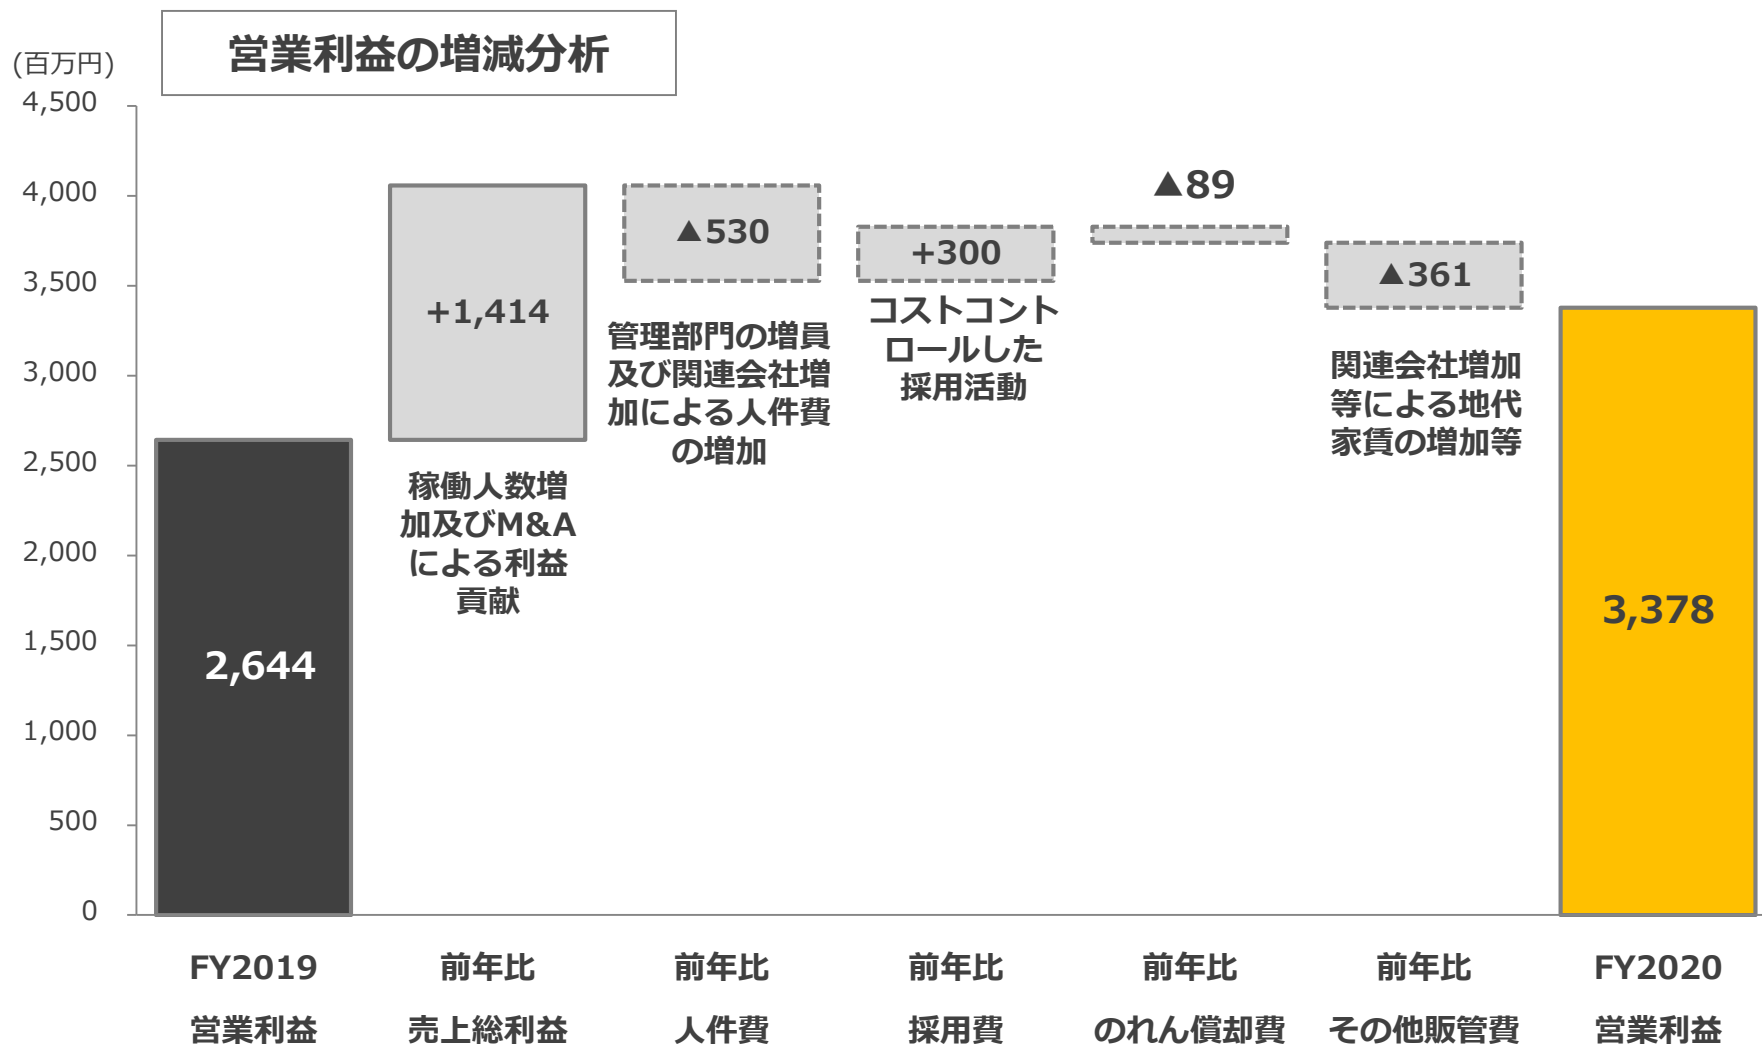 営業利益の増減分析
(百万円)
4,500
4,000
3,500
3,000
2,500
2,000
1,500
1,000
500
0
2,644
+1,414
稼働人数増
加及びM&A
による利益
貢献
▲530
管理部門の増員
及び関連会社増
加による人件費
の増加
+300
コストコント
ロールした
採用活動
▲89
▲361
関連会社増加
等による地代
家賃の増加等
3,378
FY2019
営業利益
前年比
売上総利益
前年比
人件費
前年比
採用費
前年比
のれん償却費
前年比
その他販管費
FY2020
営業利益